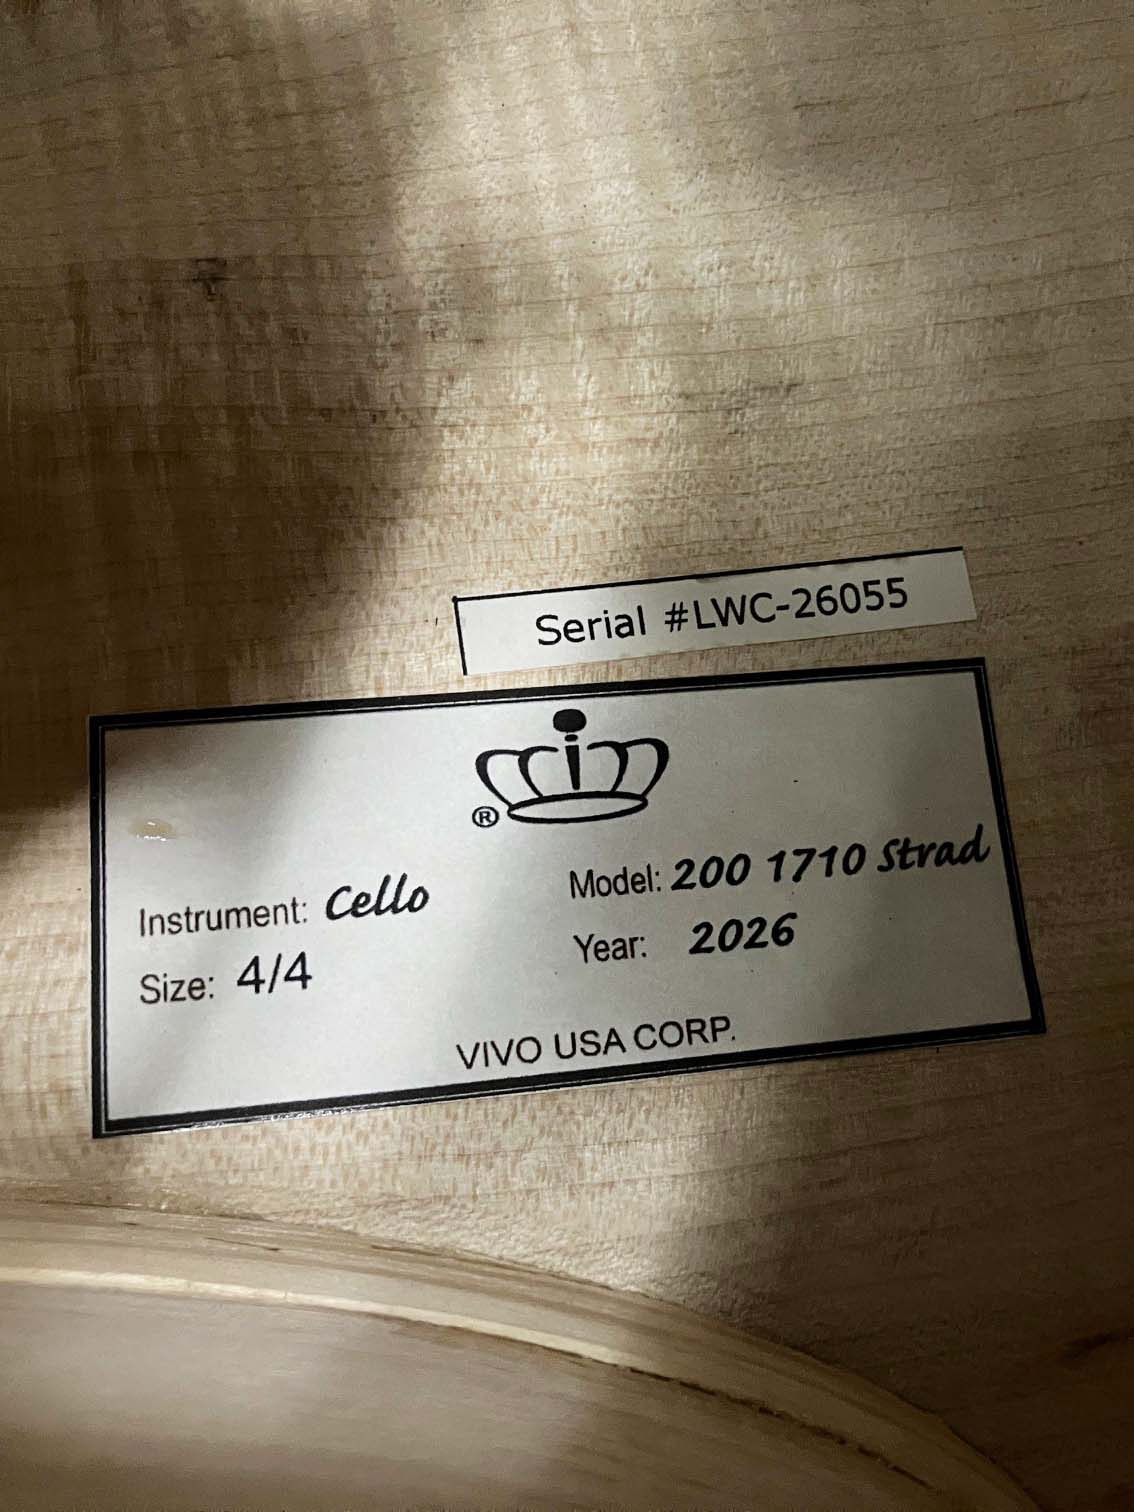 Serial #LWC-26055
®
Instrument: Cello
Model: 200 1710 Strad
Size: 4/4
Year: 2026
VIVO USA CORP.